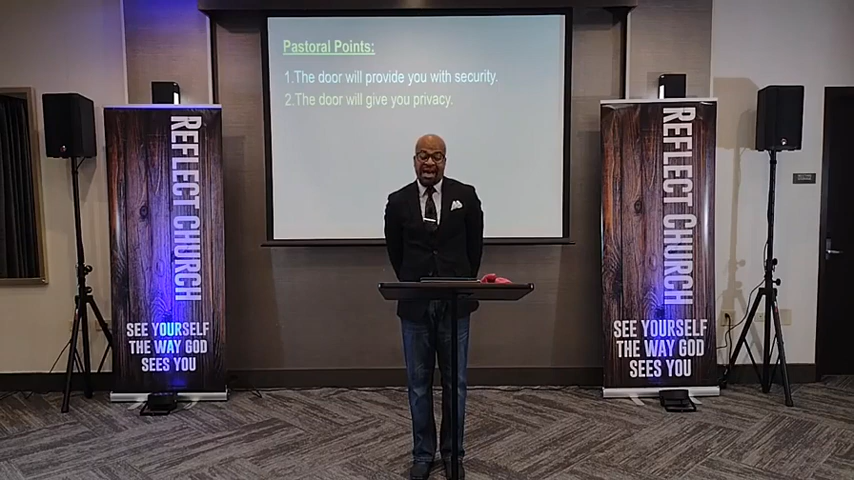 Pastoral Points:
1.The door will provide you with security.
2.The door will give you privacy.
REFLECT CHURCH
SEE YOURSELF
THE WAY GOD
SEES YOU
REFLECT CHURCH
SEE YOURSELF
THE WAY GOD
SEES YOU